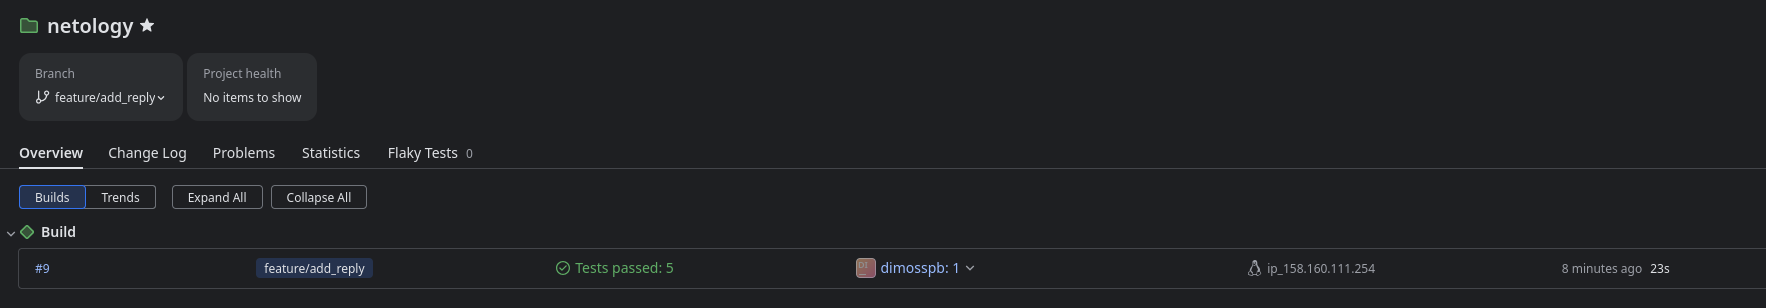 netology
Branch
Project health
feature/add_reply
No items to show
Overview Change Log Problems Statistics Flaky Tests 0
Builds Trends Expand All Collapse All
Build
#9 feature/add_reply Tests passed: 5 dimosspb: 1 ip_158.160.111.254 8 minutes ago 23s